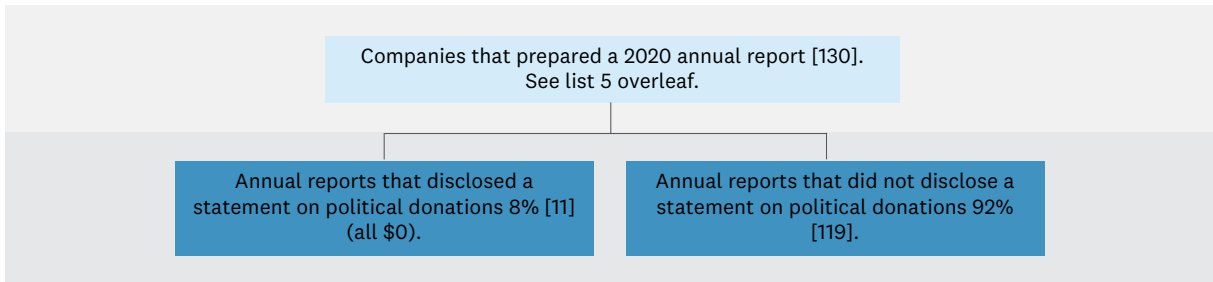 Companies that prepared a 2020 annual report [130].
See list 5 overleaf.
Annual reports that disclosed a
statement on political donations 8% [11]
(all $0).
Annual reports that did not disclose a
statement on political donations 92%
[119].